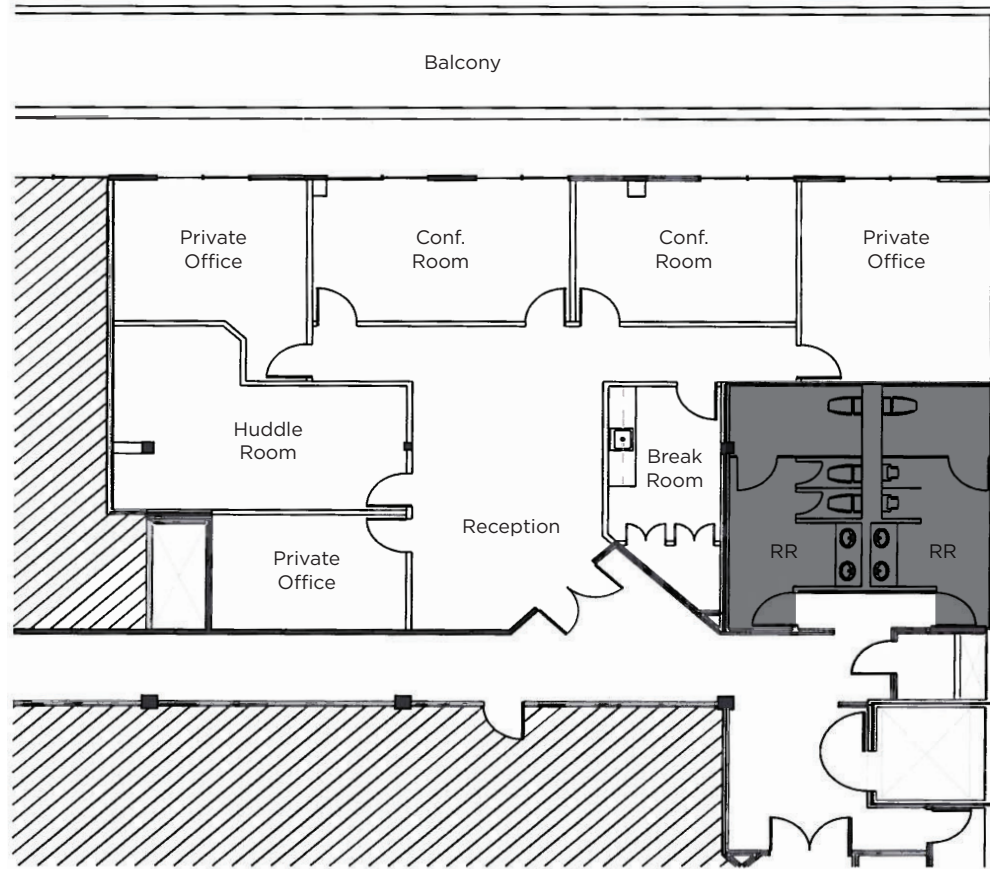 Balcony
Private
Office
Conf.
Room
Conf.
Room
Private
Office
Huddle
Room
Break
Room
Reception
Private
Office
RR
RR